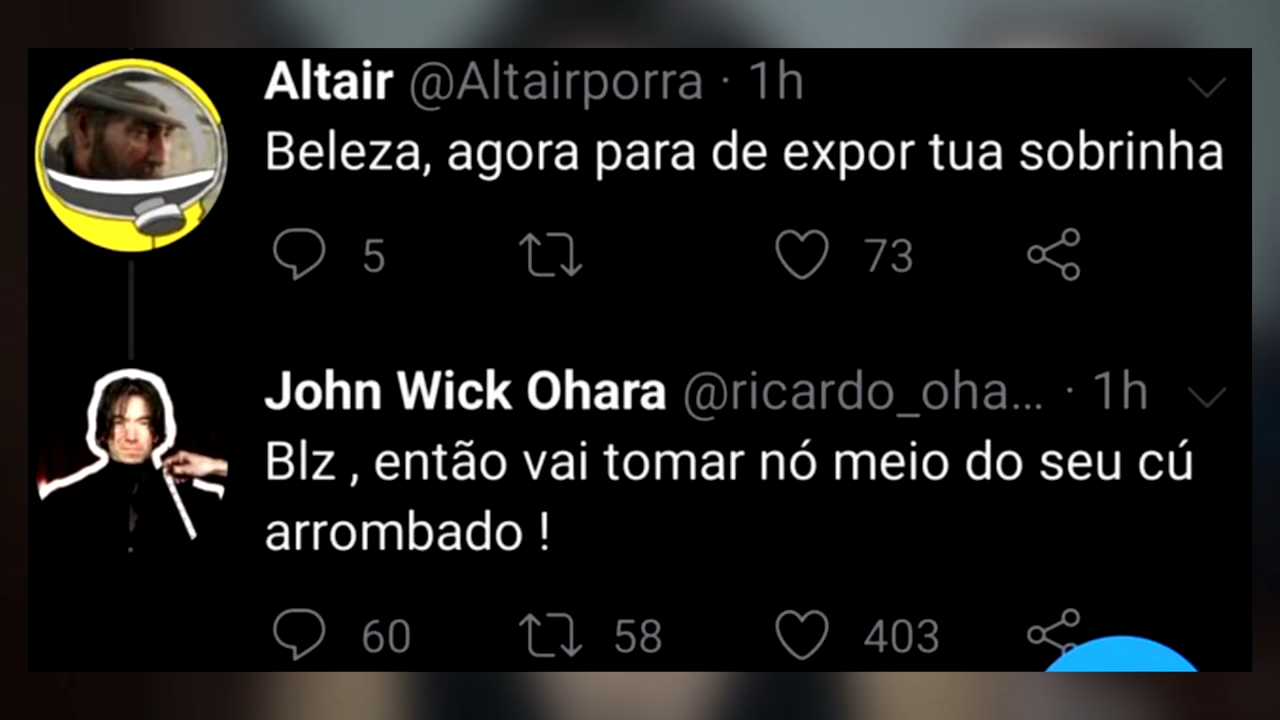 Altair @Altairporra · 1h
Beleza, agora para de expor tua sobrinha
5 73
John Wick Ohara @ricardo_oha... · 1h
Blz , então vai tomar nó meio do seu cú
arrombado !
60 58 403